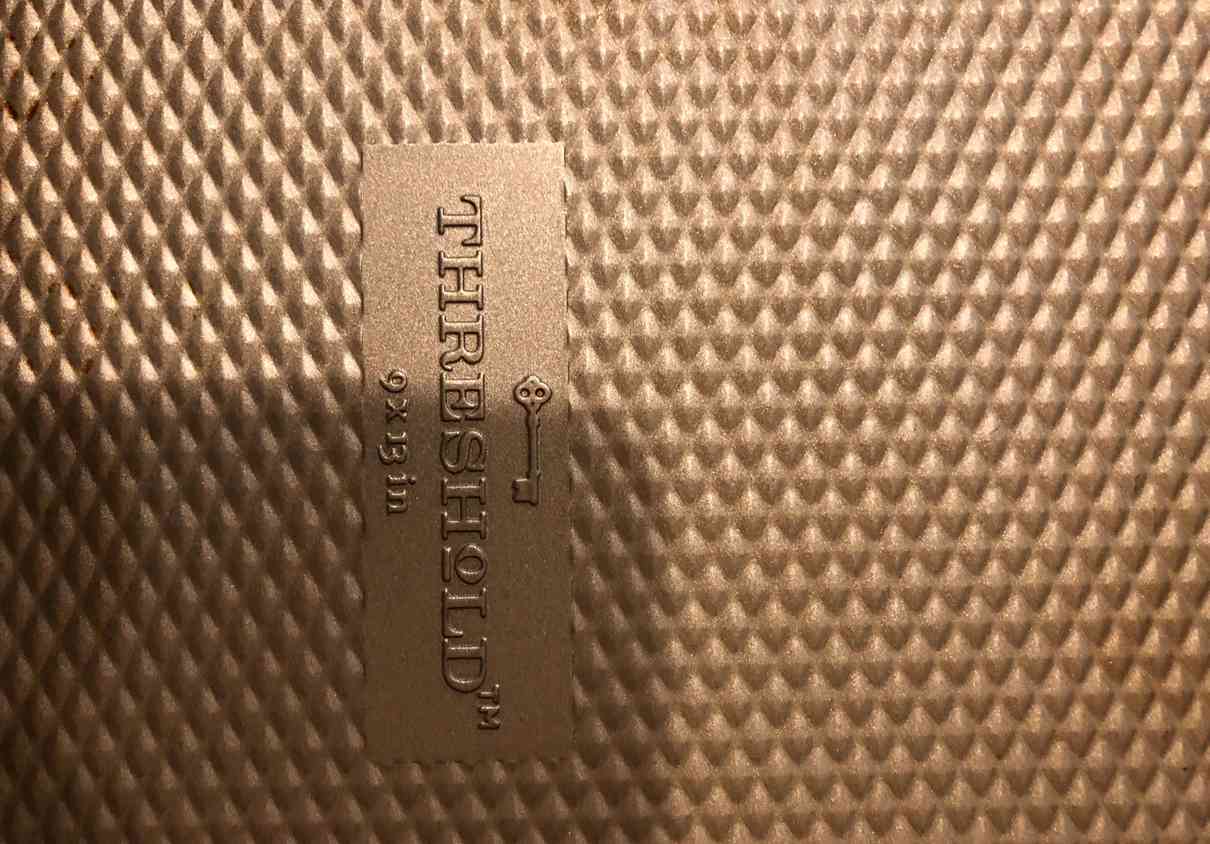 THRESHOLD™
9 x 13 in